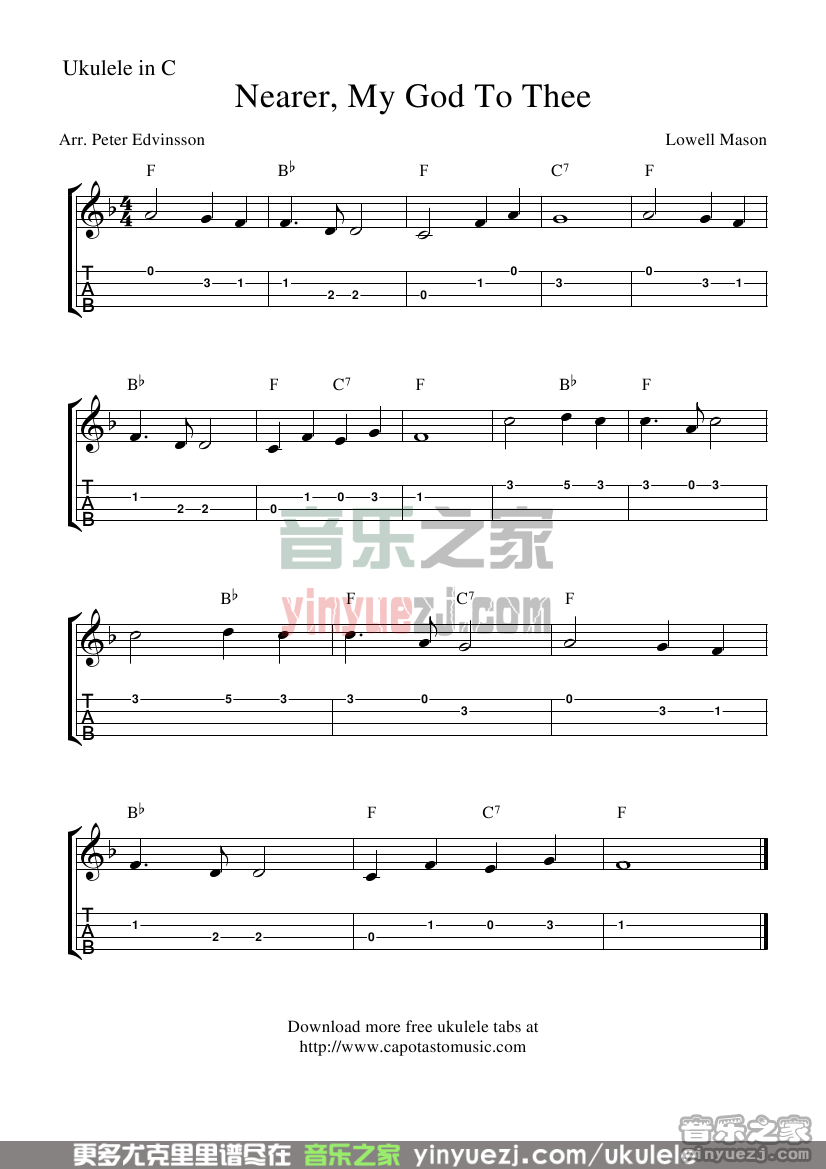 Ukulele in C
Nearer, My God To Thee
Arr. Peter Edvinsson
Lowell Mason
F B♭ F C7 F
4
4
T
A
B
0 3 1 1 2 2 0 1 0 3 0 3 1
B♭ F C7 F B♭ F
T
A
B
1 2 2 0 1 0 3 1 3 5 3 3 0 3
音乐之家
yinyuezj.com
B♭ F C7 F
T
A
B
3 5 3 3 0 3 0 3 1
B♭ F C7 F
T
A
B
1 2 2 0 1 0 3 1
Download more free ukulele tabs at
http://www.capotastomusic.com
音乐之家
yinyuezj.com
更多尤克里里谱尽在 音乐之家 yinyuezj.com/ukulele